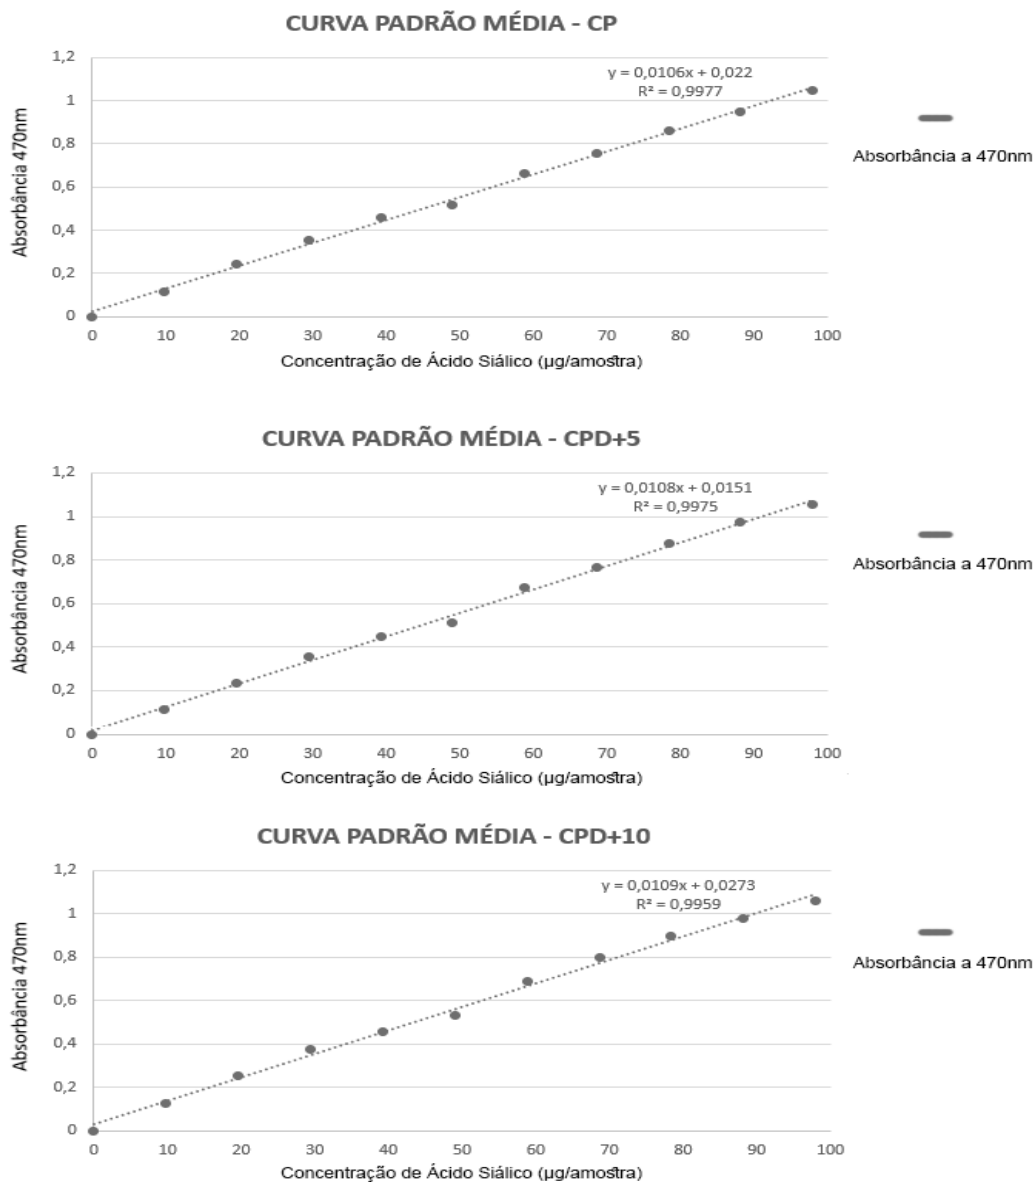 CURVA PADRÃO MÉDIA - CP
1,2
1
0,8
0,6
0,4
0,2
0
Absorbância 470nm
y = 0,0106x + 0,022
R² = 0,9977
Absorbância a 470nm
0 10 20 30 40 50 60 70 80 90 100
Concentração de Ácido Siálico (µg/amostra)
CURVA PADRÃO MÉDIA - CPD+5
1,2
1
0,8
0,6
0,4
0,2
0
Absorbância 470nm
y = 0,0108x + 0,0151
R² = 0,9975
Absorbância a 470nm
0 10 20 30 40 50 60 70 80 90 100
Concentração de Ácido Siálico (µg/amostra)
CURVA PADRÃO MÉDIA - CPD+10
1,2
1
0,8
0,6
0,4
0,2
0
Absorbância 470nm
y = 0,0109x + 0,0273
R² = 0,9959
Absorbância a 470nm
0 10 20 30 40 50 60 70 80 90 100
Concentração de Ácido Siálico (µg/amostra)